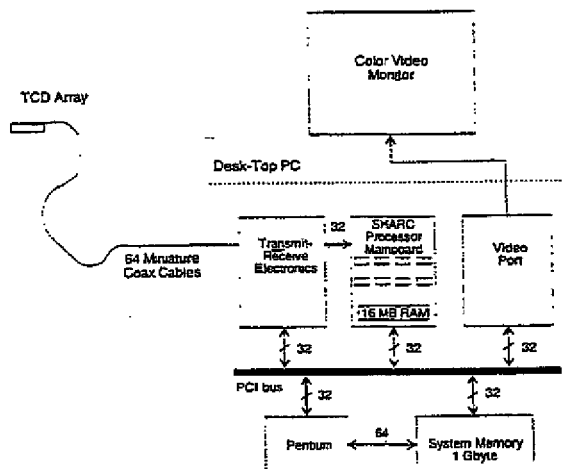 Color Video
Monitor
TCD Array
Desk-Top PC
64 Miniature
Coax Cables
Transmit-
Receive
Electronics
32
SHARC
Processor
Mainboard
16 MB RAM
Video
Port
32
32
32
PCI bus
32
32
Pentium
64
System Memory
1 Gbyte